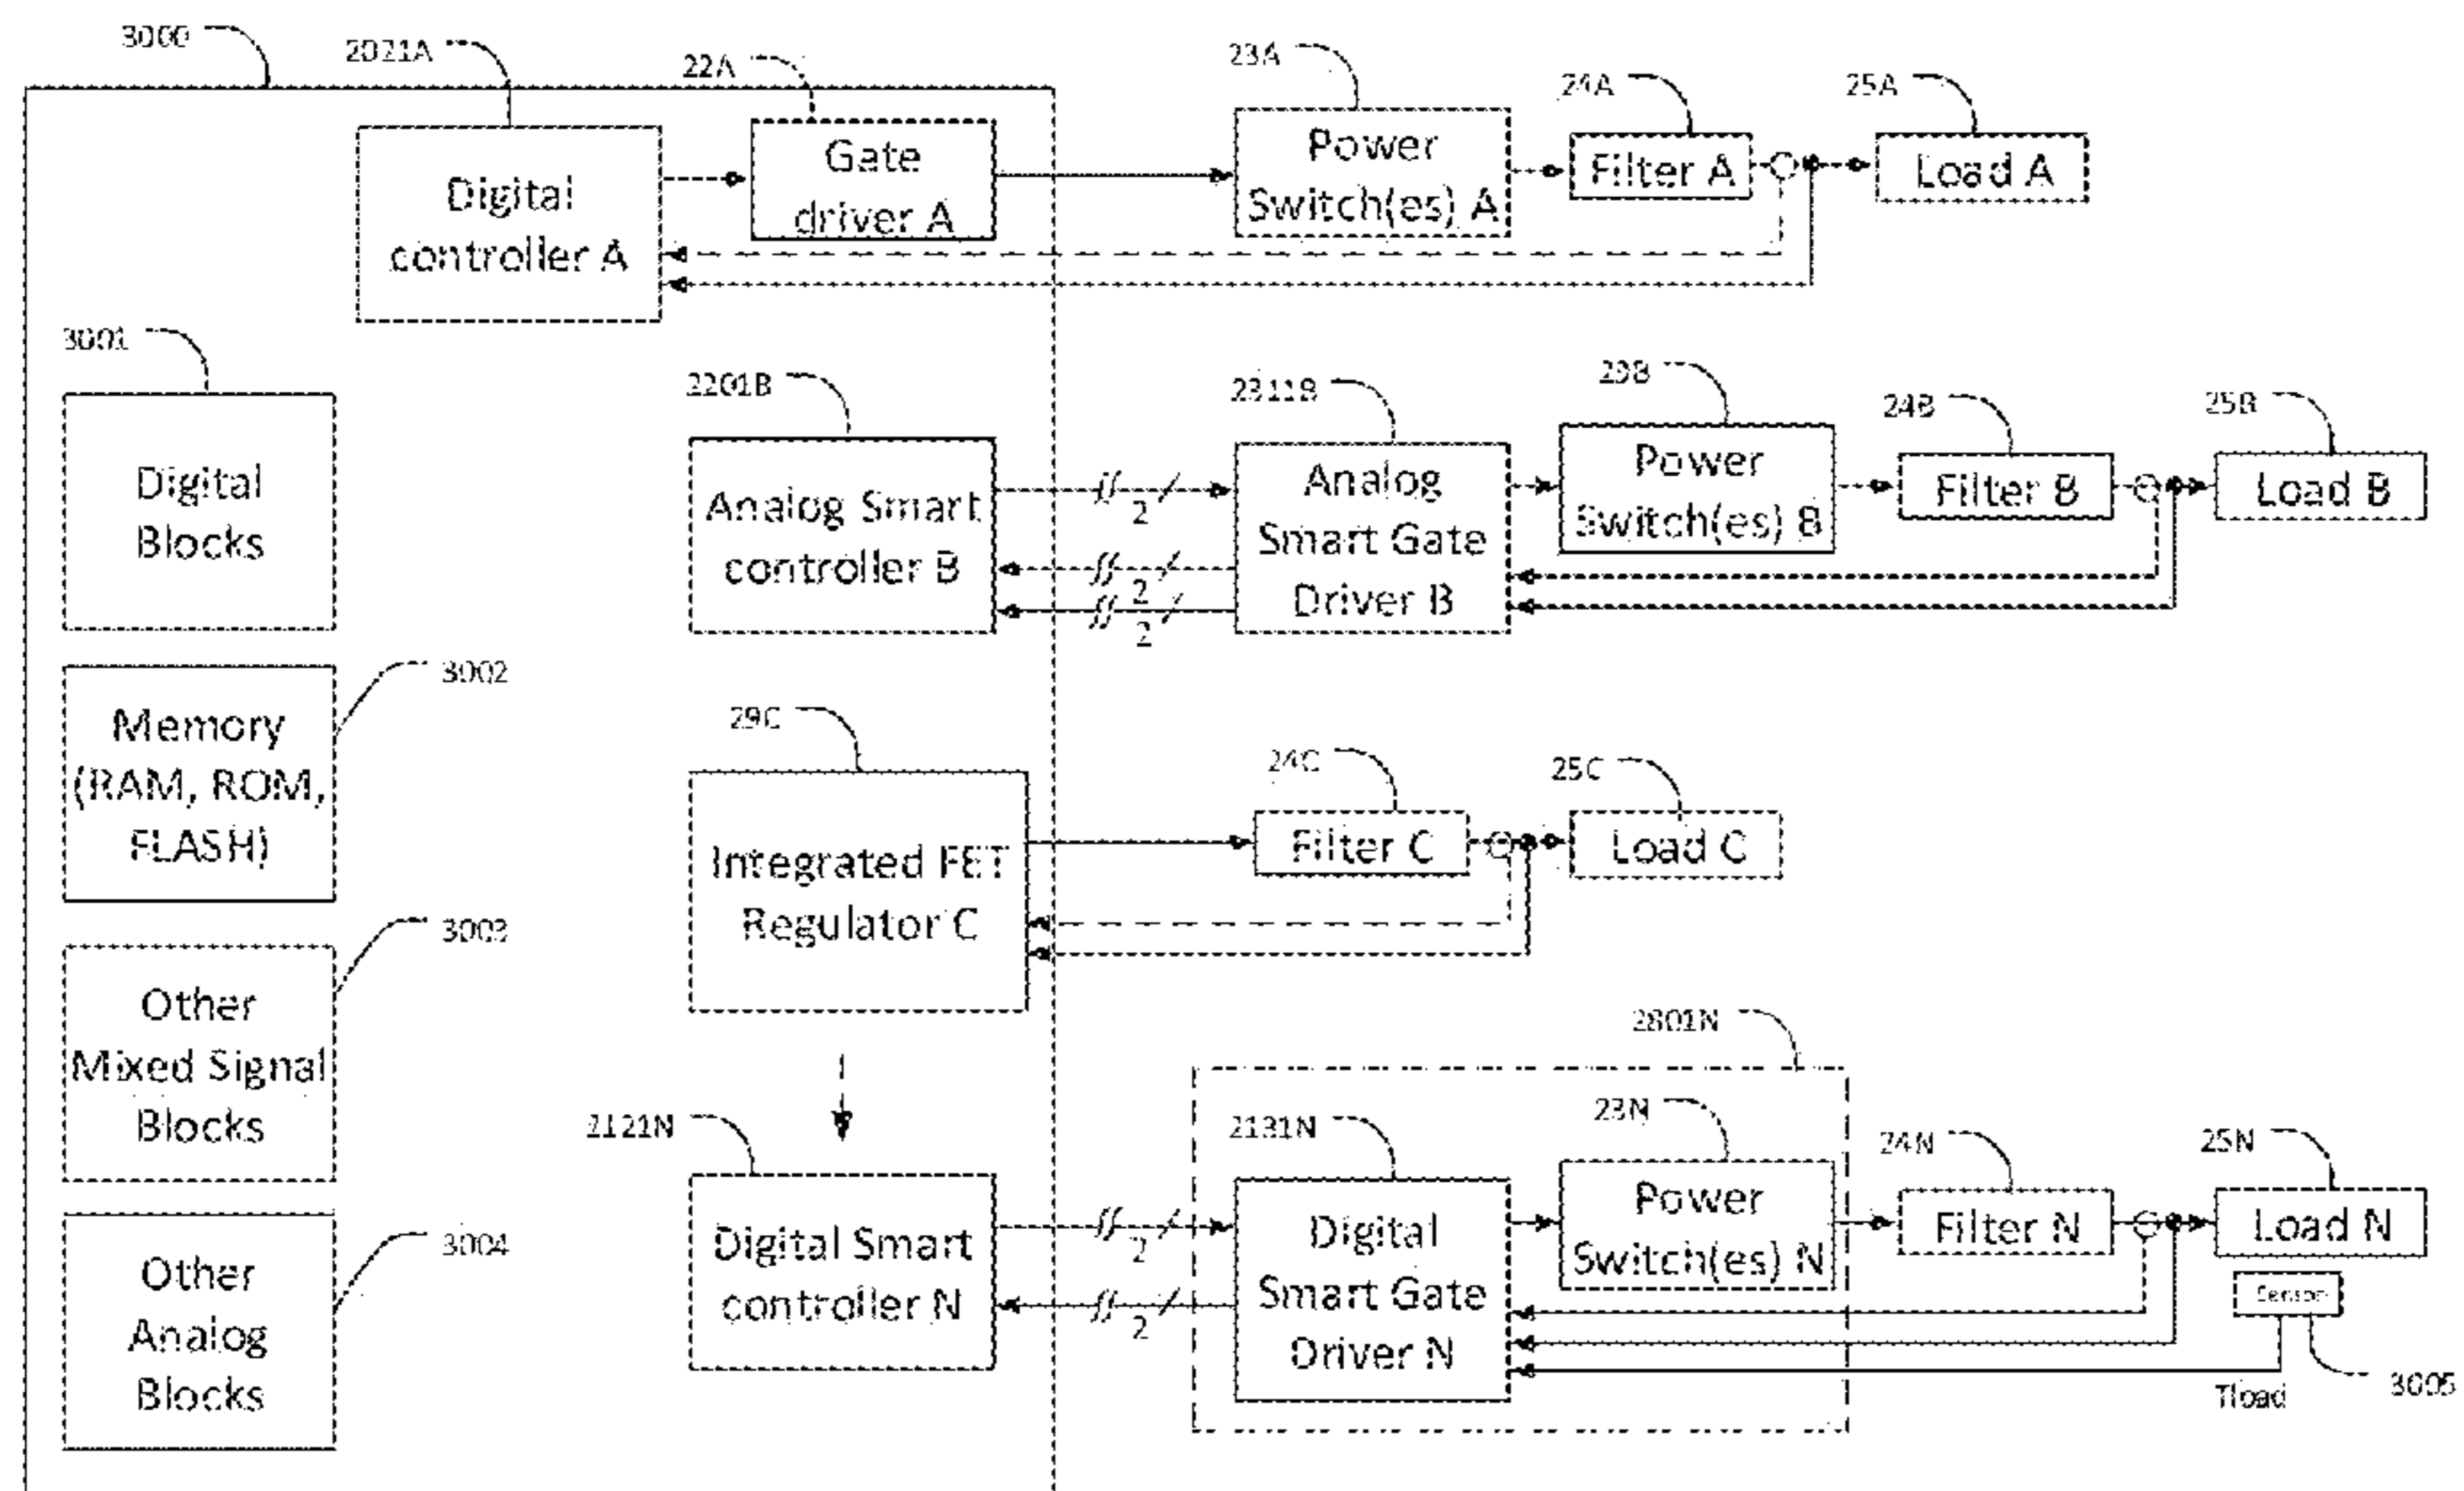 3000
2021A
22A
23A
24A
25A
Digital
controller A
Gate
driver A
Power
Switch(es) A
Filter A
Load A
3001
2201B
2311B
23B
24B
25B
Digital
Blocks
Analog Smart
controller B
2
2
2
Analog
Smart Gate
Driver B
Power
Switch(es) B
Filter B
Load B
3002
Memory
(RAM, ROM,
FLASH)
29C
24C
25C
Integrated FET
Regulator C
Filter C
Load C
3003
Other
Mixed Signal
Blocks
2801N
2121N
2131N
23N
24N
25N
Digital Smart
controller N
2
2
Digital
Smart Gate
Driver N
Power
Switch(es) N
Filter N
Load N
Sensor
Tload
3005
3004
Other
Analog
Blocks